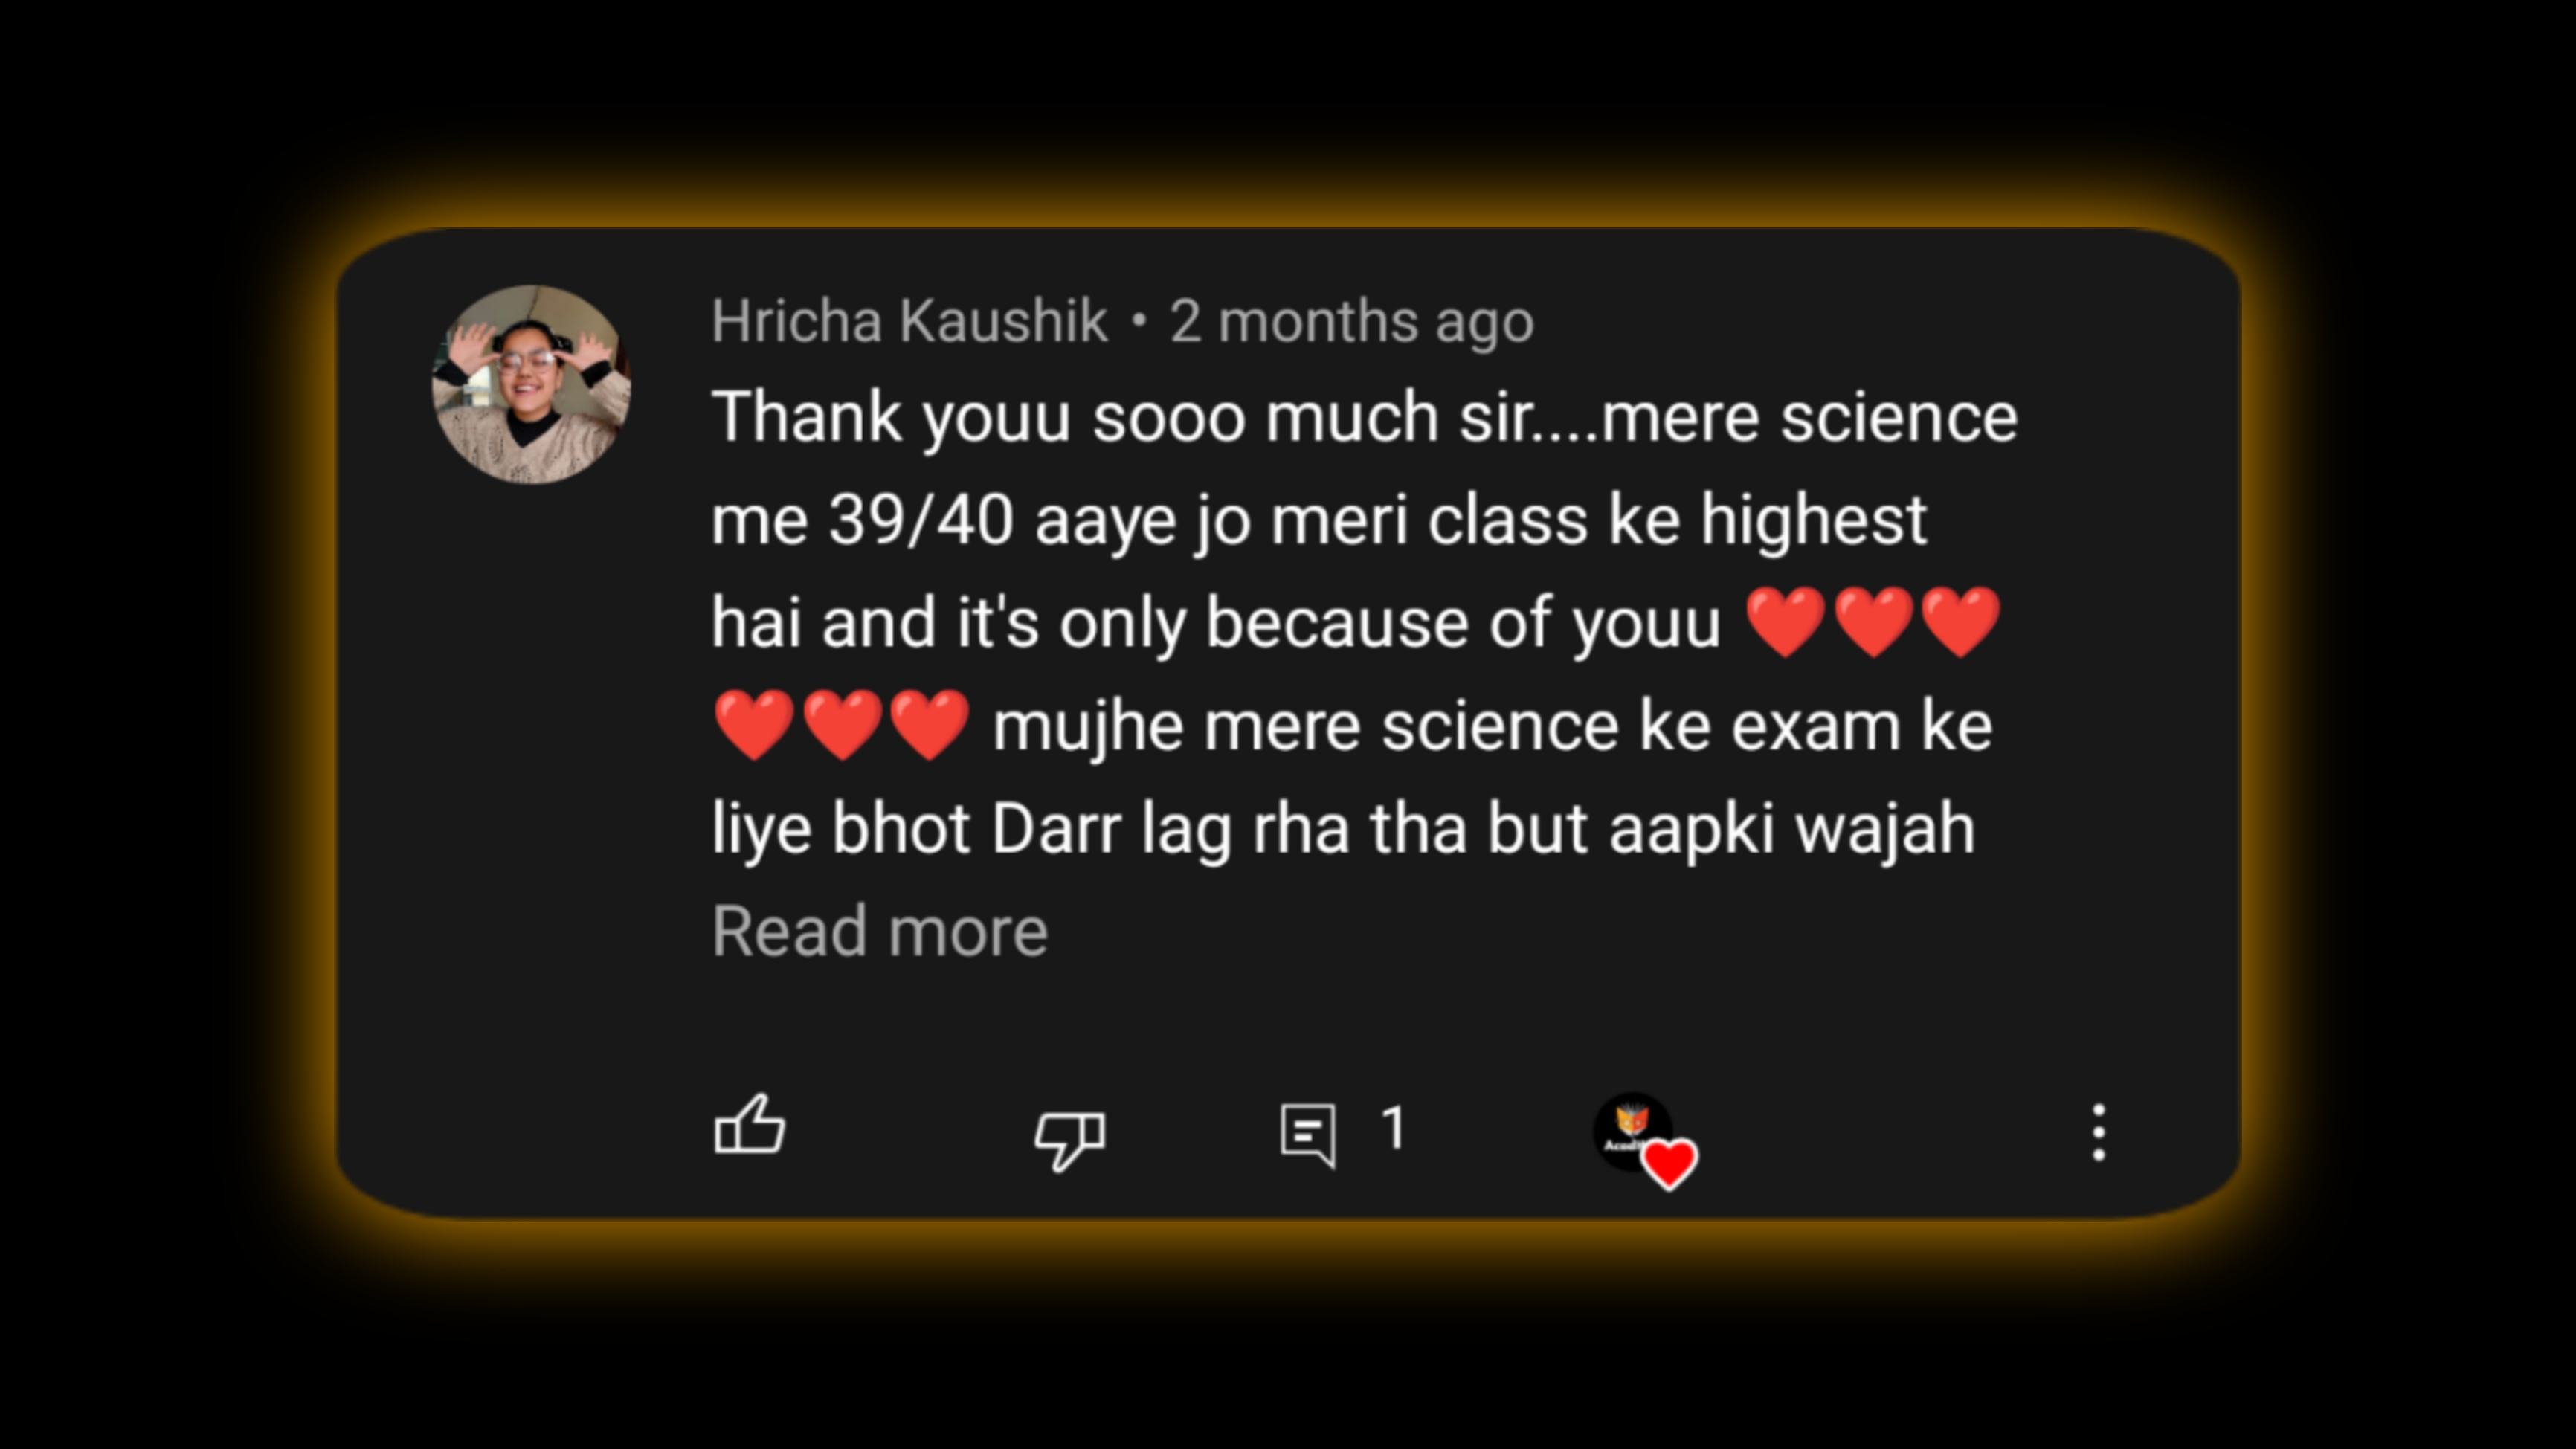 Hricha Kaushik • 2 months ago
Thank youu sooo much sir....mere science
me 39/40 aaye jo meri class ke highest
hai and it's only because of youu ❤️❤️❤️
❤️❤️❤️ mujhe mere science ke exam ke
liye bhot Darr lag rha tha but aapki wajah
Read more
1